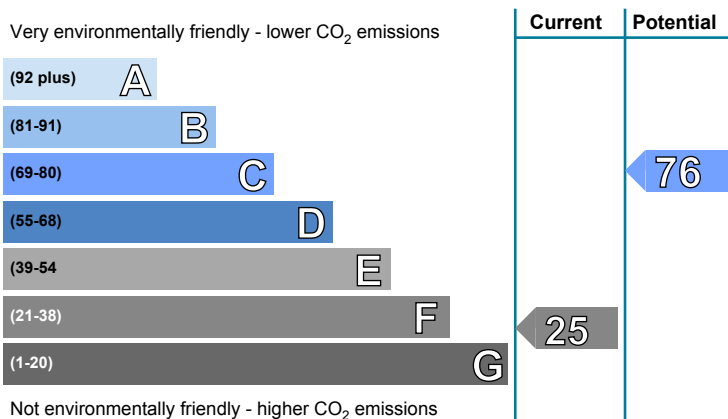 Current Potential
Very environmentally friendly - lower CO2 emissions
(92 plus) A
(81-91) B
(69-80) C
76
(55-68) D
(39-54 E
(21-38) F
25
(1-20) G
Not environmentally friendly - higher CO2 emissions